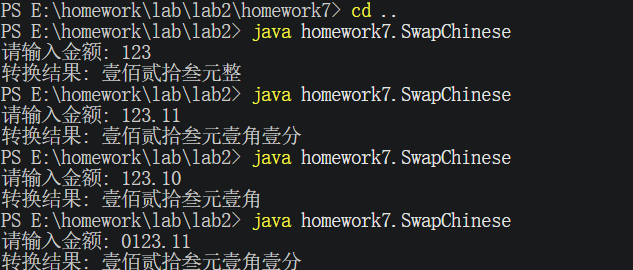 PS E:\homework\lab\lab2\homework7> cd ..
PS E:\homework\lab\lab2> java homework7.SwapChinese
请输入金额: 123
转换结果: 壹佰贰拾叁元整
PS E:\homework\lab\lab2> java homework7.SwapChinese
请输入金额: 123.11
转换结果: 壹佰贰拾叁元壹角壹分
PS E:\homework\lab\lab2> java homework7.SwapChinese
请输入金额: 123.10
转换结果: 壹佰贰拾叁元壹角
PS E:\homework\lab\lab2> java homework7.SwapChinese
请输入金额: 0123.11
转换结果: 壹佰贰拾叁元壹角壹分